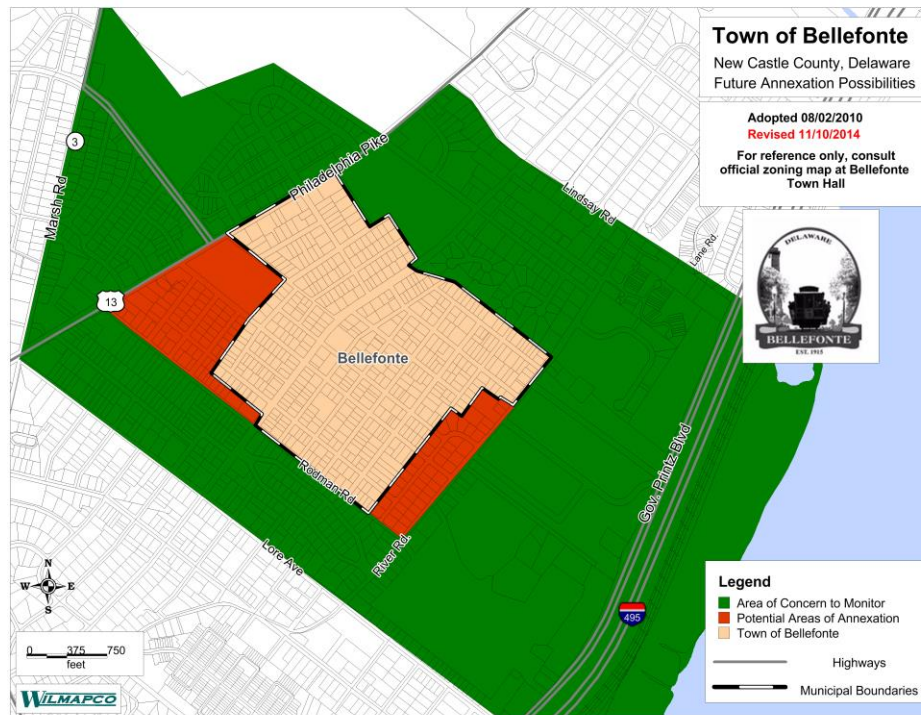 Town of Bellefonte
New Castle County, Delaware
Future Annexation Possibilities
Adopted 08/02/2010
Revised 11/10/2014
For reference only, consult
official zoning map at Bellefonte
Town Hall
DELAWARE
BELLEFONTE
EST. 1915
3
Marsh Rd
Philadelphia Pike
Lindsay Rd
Lane Rd.
13
Bellefonte
Gov. Printz Blvd
Rodman Rd
River Rd.
Lore Ave
495
N
W
E
S
0 375 750
feet
WILMAPCO
Legend
Area of Concern to Monitor
Potential Areas of Annexation
Town of Bellefonte
Highways
Municipal Boundaries